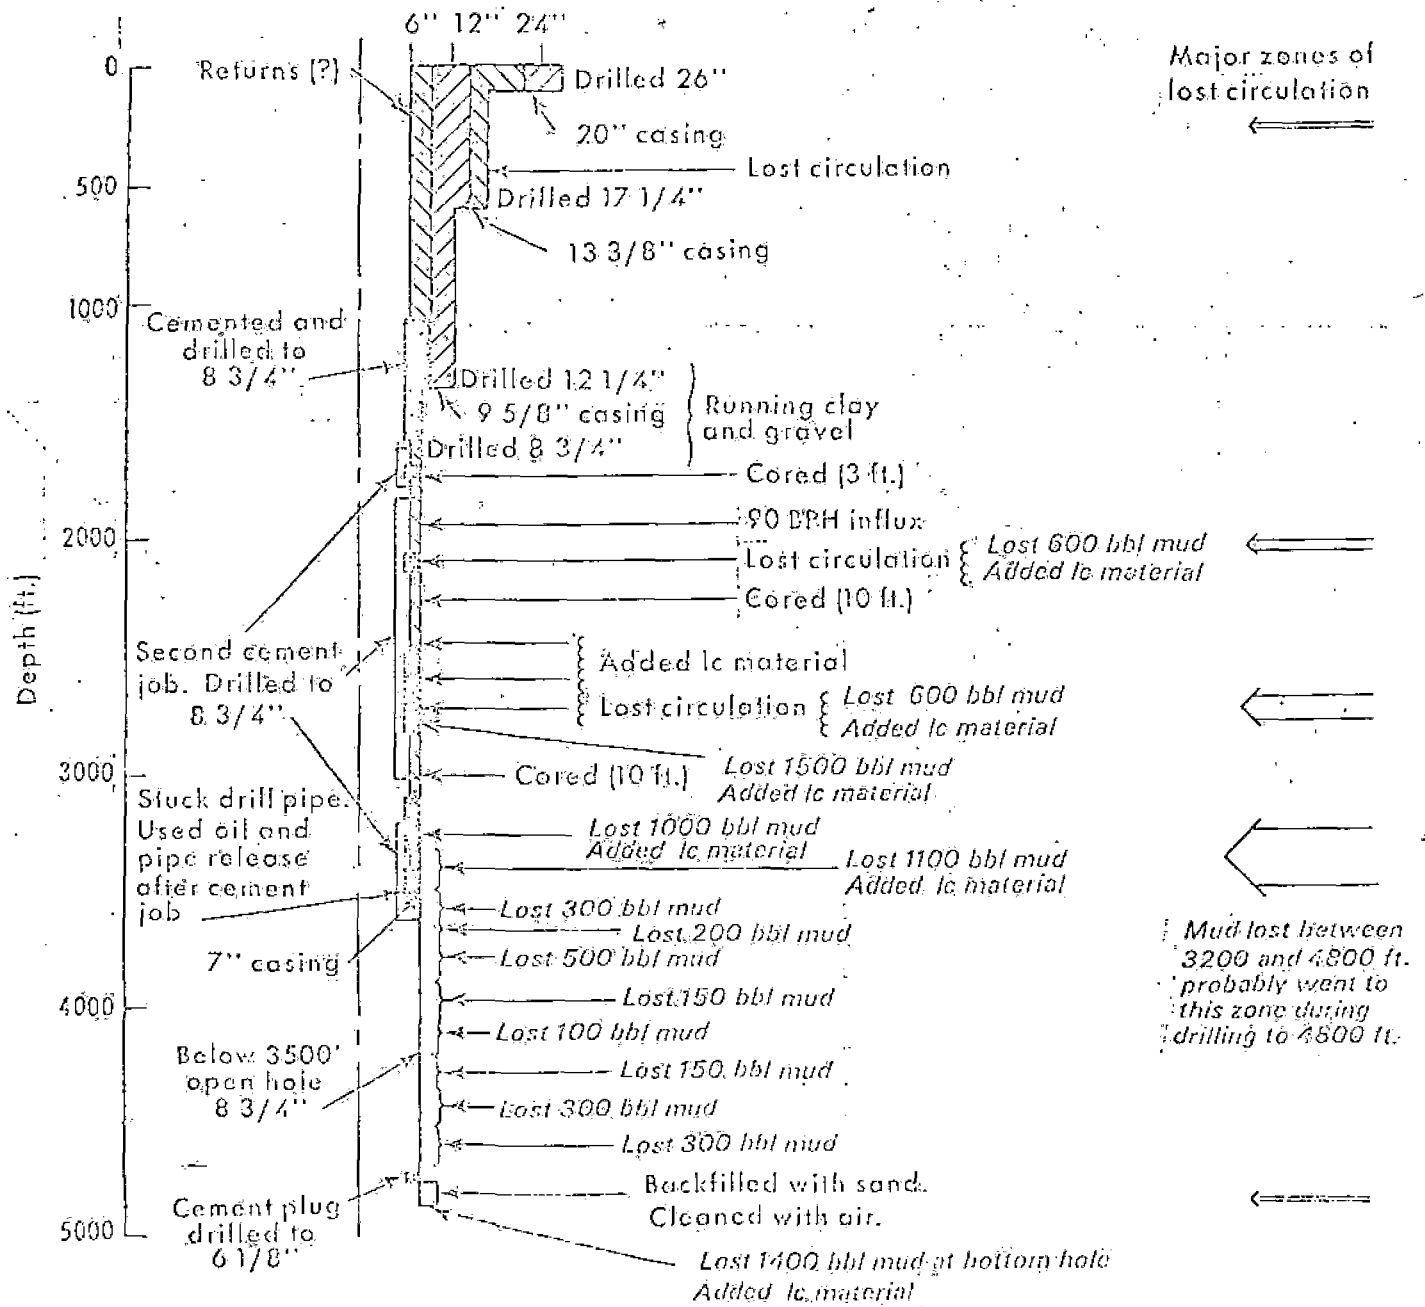 6" 12" 24"
0
Returns (?)
Drilled 26"
Major zones of
lost circulation
20" casing
Lost circulation
500
Drilled 17 1/4"
13 3/8" casing
1000
Cemented and
drilled to
8 3/4"
Drilled 12 1/4"
9 5/8" casing
Running clay
and gravel
Drilled 8 3/4"
Cored (3 ft.)
90 BPH influx
2000
Lost circulation
Lost 600 bbl mud
Added lc material
Cored (10 ft.)
Depth (ft.)
Second cement
job. Drilled to
8 3/4"
Added lc material
Lost circulation
Lost 600 bbl mud
Added lc material
3000
Cored (10 ft.)
Lost 1500 bbl mud
Added lc material
Stuck drill pipe.
Used oil and
pipe release
after cement
job
Lost 1000 bbl mud
Added lc material
Lost 1100 bbl mud
Added lc material
Lost 300 bbl mud
Lost 200 bbl mud
7" casing
Lost 500 bbl mud
Mud lost between
3200 and 4800 ft.
probably went to
this zone during
drilling to 4800 ft.
Lost 150 bbl mud
4000
Lost 100 bbl mud
Below 3500'
open hole
8 3/4"
Lost 150 bbl mud
Lost 300 bbl mud
Lost 300 bbl mud
Cement plug
drilled to
6 1/8"
Backfilled with sand.
Cleaned with air.
5000
Lost 1400 bbl mud at bottom hole
Added lc material